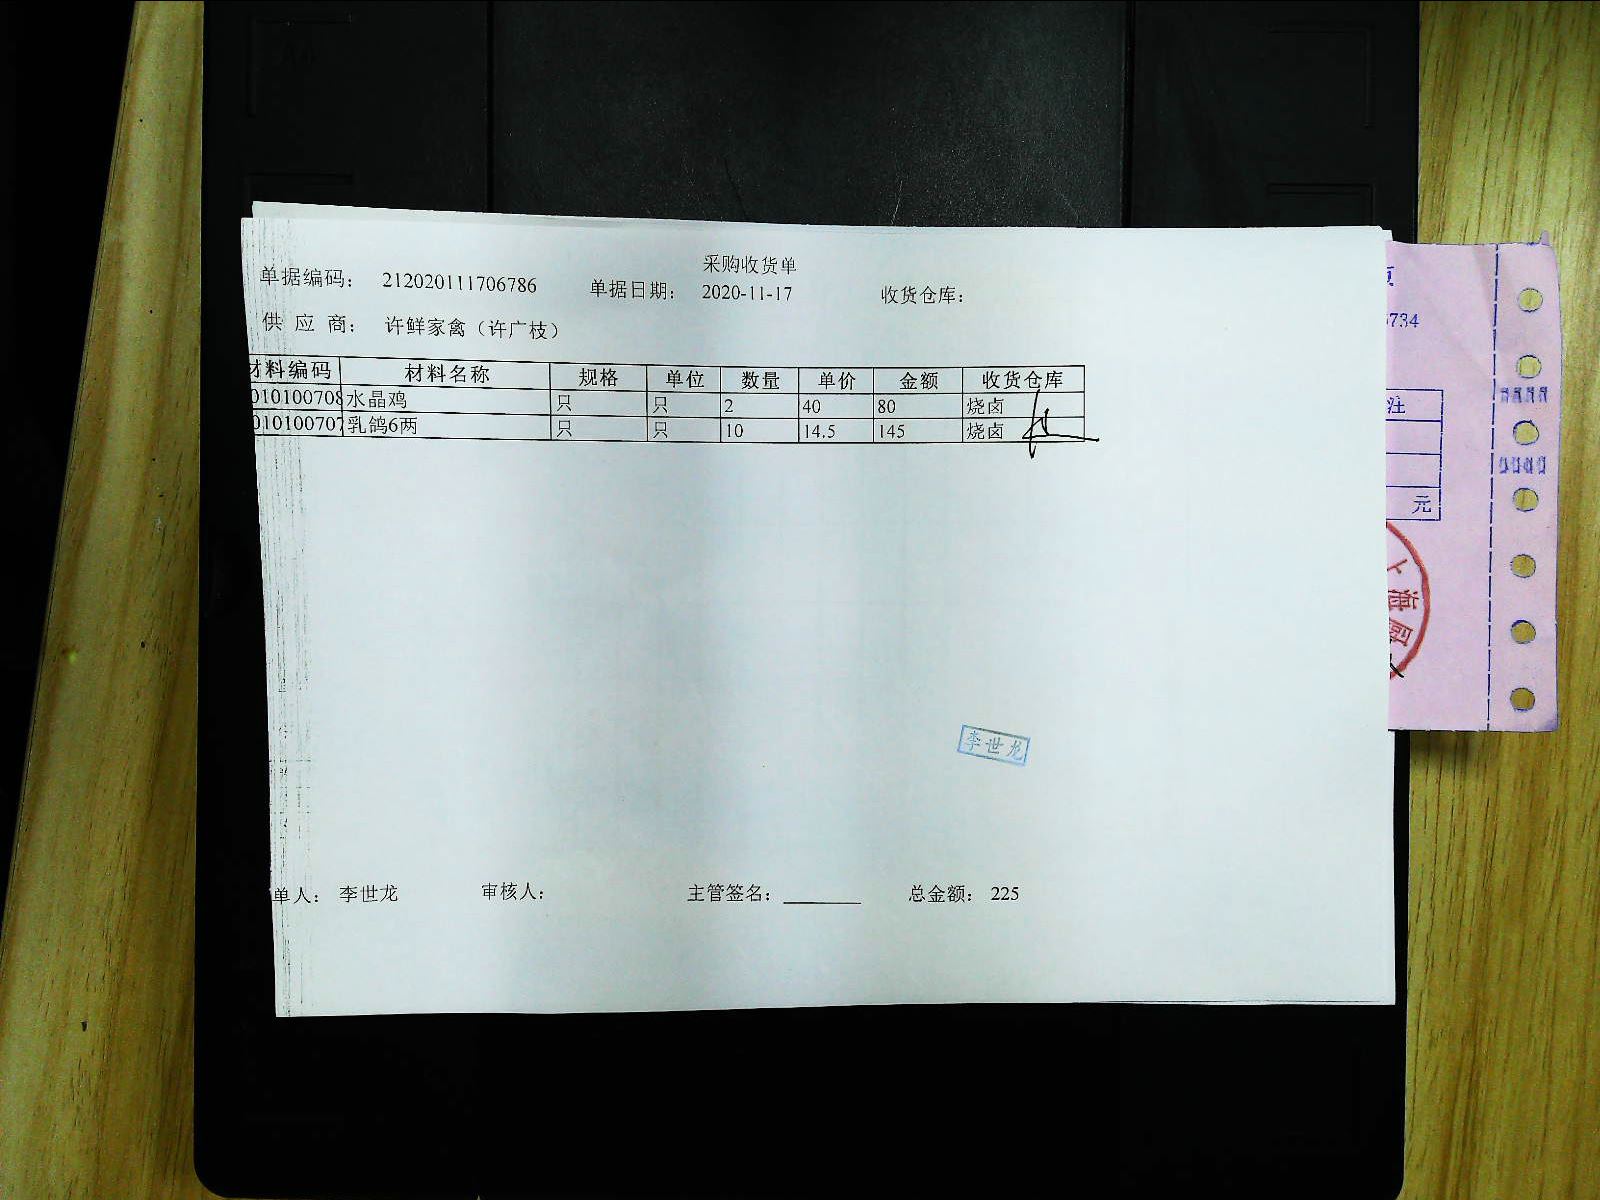 采购收货单
单据编码： 212020111706786 单据日期： 2020-11-17 收货仓库：
供 应 商： 许鲜家禽（许广枝）
材料编码 材料名称 规格 单位 数量 单价 金额 收货仓库
010100708 水晶鸡 只 只 2 40 80 烧卤
010100707 乳鸽6两 只 只 10 14.5 145 烧卤
李世龙
单人： 李世龙 审核人： 主管签名： 总金额： 225
页
6734
注
元